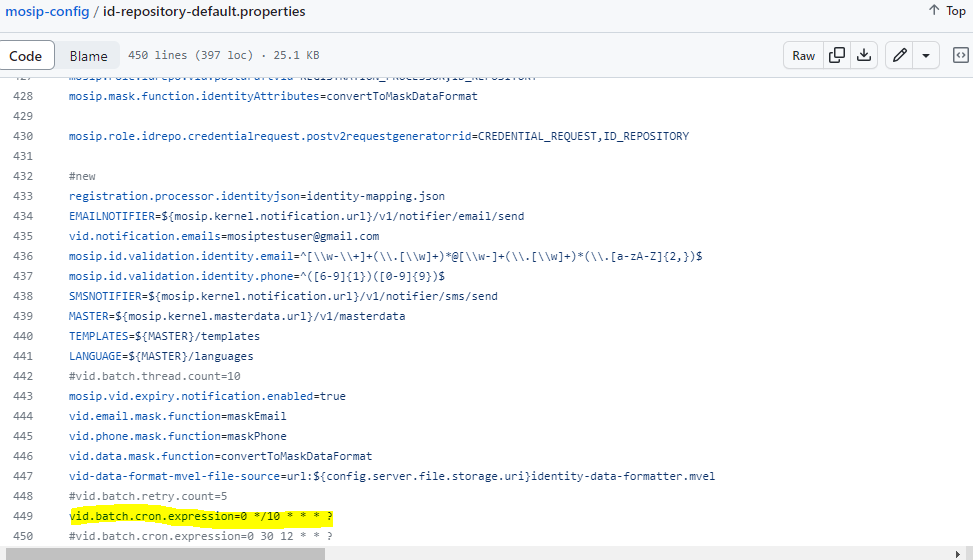 mosip-config / id-repository-default.properties
Top
Code Blame 450 lines (397 loc) · 25.1 KB Raw
428 mosip.mask.function.identityAttributes=convertToMaskDataFormat
429
430 mosip.role.idrepo.credentialrequest.postv2requestgeneratorrid=CREDENTIAL_REQUEST,ID_REPOSITORY
431
432 #new
433 registration.processor.identityjson=identity-mapping.json
434 EMAILNOTIFIER=${mosip.kernel.notification.url}/v1/notifier/email/send
435 vid.notification.emails=mosiptestuser@gmail.com
436 mosip.id.validation.identity.email=^[\\w-\\+]+(\\.[\\w]+)*@[\\w-]+(\\.[\\w]+)*(\\.[a-zA-Z]{2,})$
437 mosip.id.validation.identity.phone=^([6-9]{1})([0-9]{9})$
438 SMSNOTIFIER=${mosip.kernel.notification.url}/v1/notifier/sms/send
439 MASTER=${mosip.kernel.masterdata.url}/v1/masterdata
440 TEMPLATES=${MASTER}/templates
441 LANGUAGE=${MASTER}/languages
442 #vid.batch.thread.count=10
443 mosip.vid.expiry.notification.enabled=true
444 vid.email.mask.function=maskEmail
445 vid.phone.mask.function=maskPhone
446 vid.data.mask.function=convertToMaskDataFormat
447 vid-data-format-mvel-file-source=url:${config.server.file.storage.uri}identity-data-formatter.mvel
448 #vid.batch.retry.count=5
449 vid.batch.cron.expression=0 */10 * * * ?
450 #vid.batch.cron.expression=0 30 12 * * ?